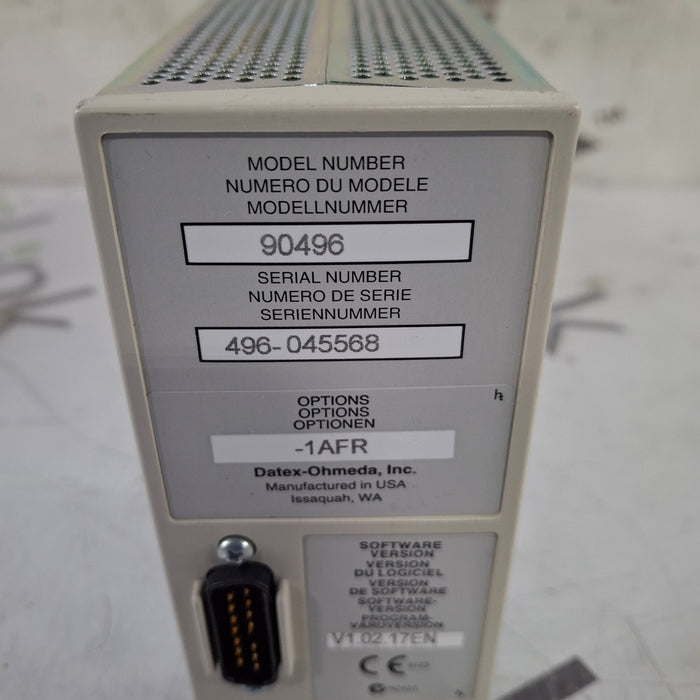 MODEL NUMBER
NUMERO DU MODELE
MODELLNUMMER
90496
SERIAL NUMBER
NUMERO DE SERIE
SERIENNUMMER
496-045568
OPTIONS
OPTIONS
OPTIONEN
-1AFR
Datex-Ohmeda, Inc.
Manufactured in USA
Issaquah, WA
SOFTWARE
VERSION
VERSION
DU LOGICIEL
VERSION
DE SOFTWARE
SOFTWARE-
VERSION
PROGRAM-
VARUVERSION
V1.02.17EN
CE